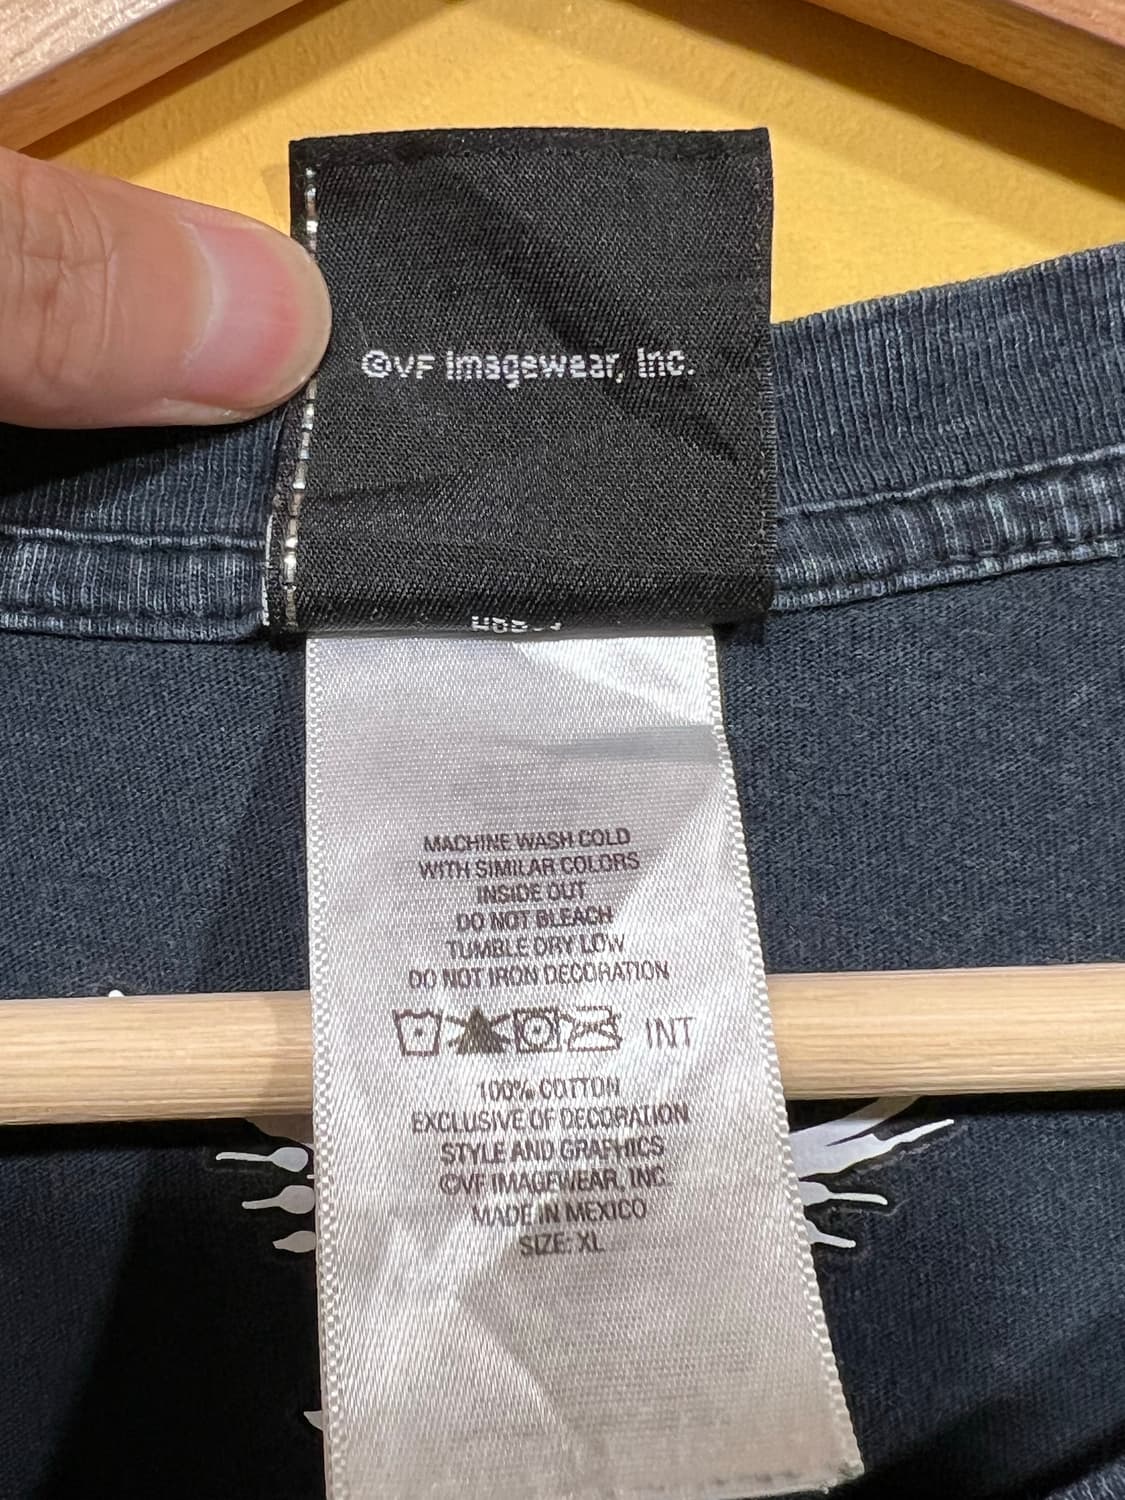 ©VF Imagewear, Inc.
MACHINE WASH COLD
WITH SIMILAR COLORS
INSIDE OUT
DO NOT BLEACH
TUMBLE DRY LOW
DO NOT IRON DECORATION
INT
100% COTTON
EXCLUSIVE OF DECORATION
STYLE AND GRAPHICS
©VF IMAGEWEAR, INC.
MADE IN MEXICO
SIZE: XL